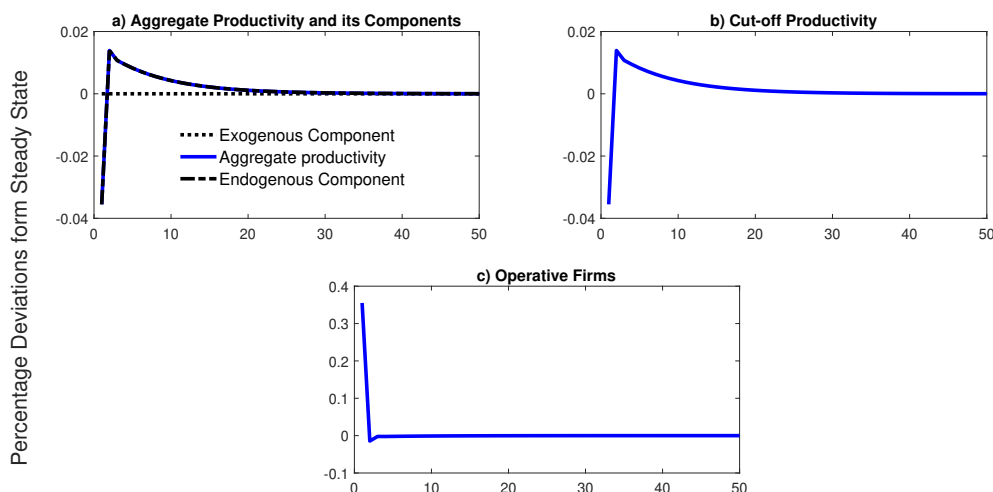 a) Aggregate Productivity and its Components
0.02
0
-0.02
-0.04
0 10 20 30 40 50
Exogenous Component
Aggregate productivity
Endogenous Component
b) Cut-off Productivity
0.02
0
-0.02
-0.04
0 10 20 30 40 50
Percentage Deviations form Steady State
c) Operative Firms
0.4
0.3
0.2
0.1
0
-0.1
0 10 20 30 40 50